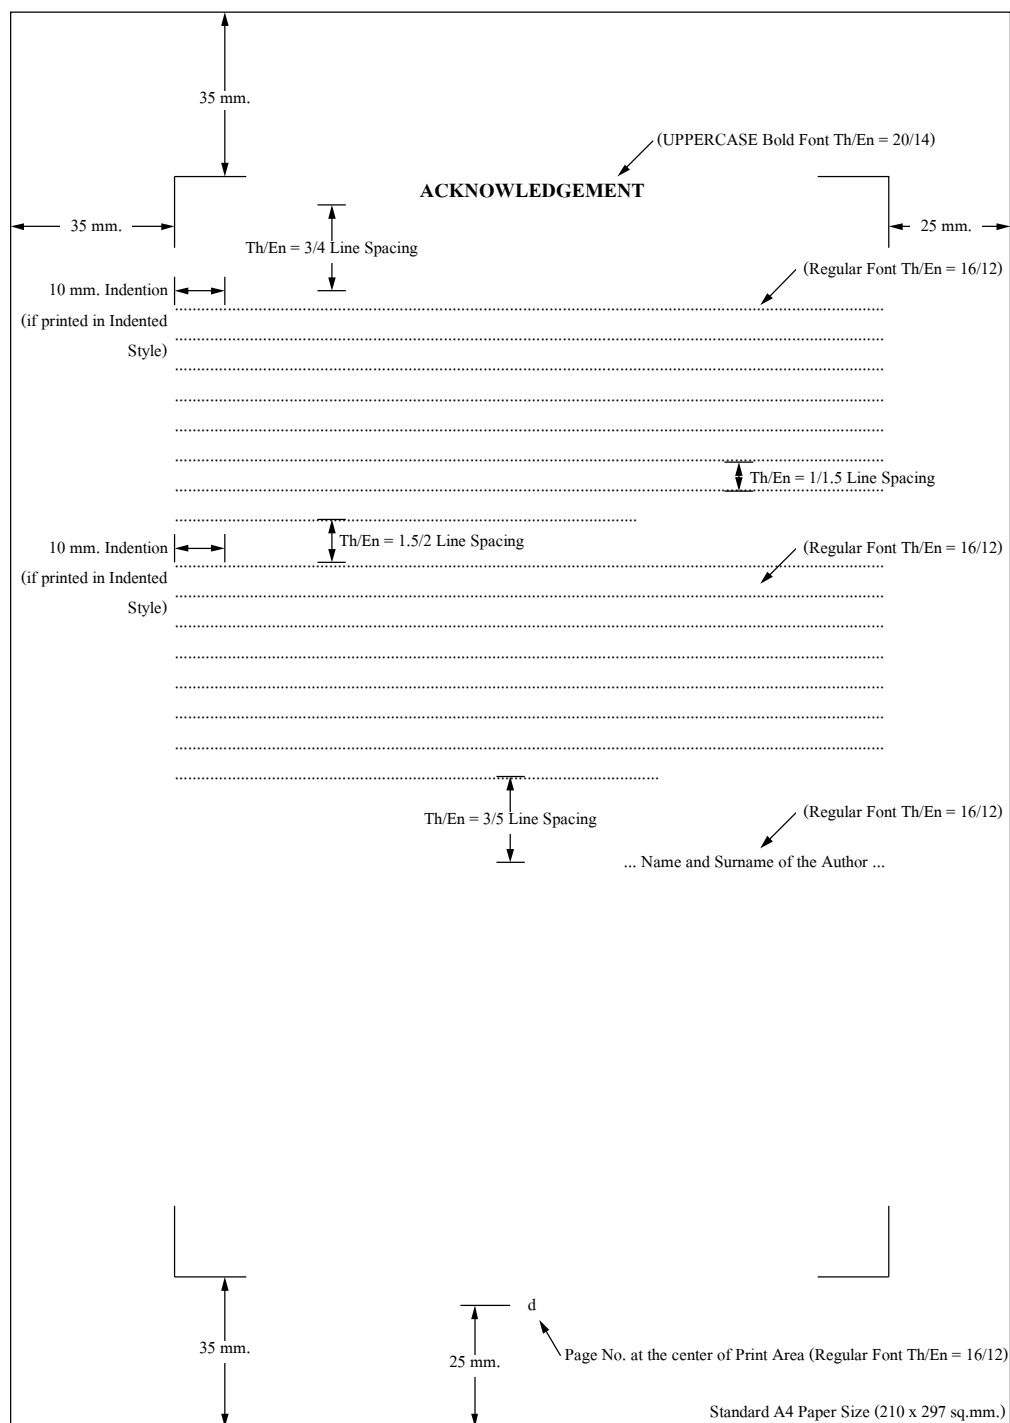 35 mm.
(UPPERCASE Bold Font Th/En = 20/14)
ACKNOWLEDGEMENT
35 mm.
25 mm.
Th/En = 3/4 Line Spacing
(Regular Font Th/En = 16/12)
10 mm. Indention
(if printed in Indented
Style)
Th/En = 1/1.5 Line Spacing
Th/En = 1.5/2 Line Spacing
10 mm. Indention
(if printed in Indented
Style)
(Regular Font Th/En = 16/12)
Th/En = 3/5 Line Spacing
(Regular Font Th/En = 16/12)
... Name and Surname of the Author ...
d
35 mm.
25 mm.
Page No. at the center of Print Area (Regular Font Th/En = 16/12)
Standard A4 Paper Size (210 x 297 sq.mm.)